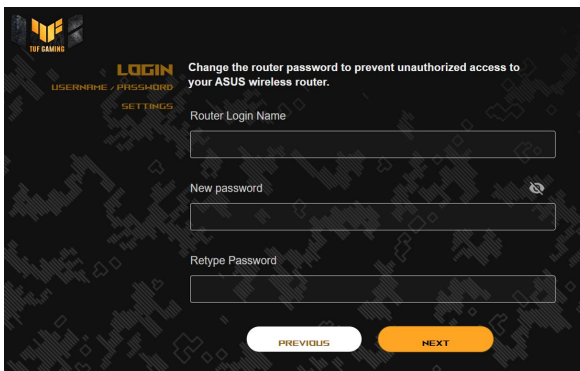 TUF GAMING
LOGIN
USERNAME / PASSWORD
SETTINGS
Change the router password to prevent unauthorized access to
your ASUS wireless router.
Router Login Name
New password
Retype Password
PREVIOUS
NEXT